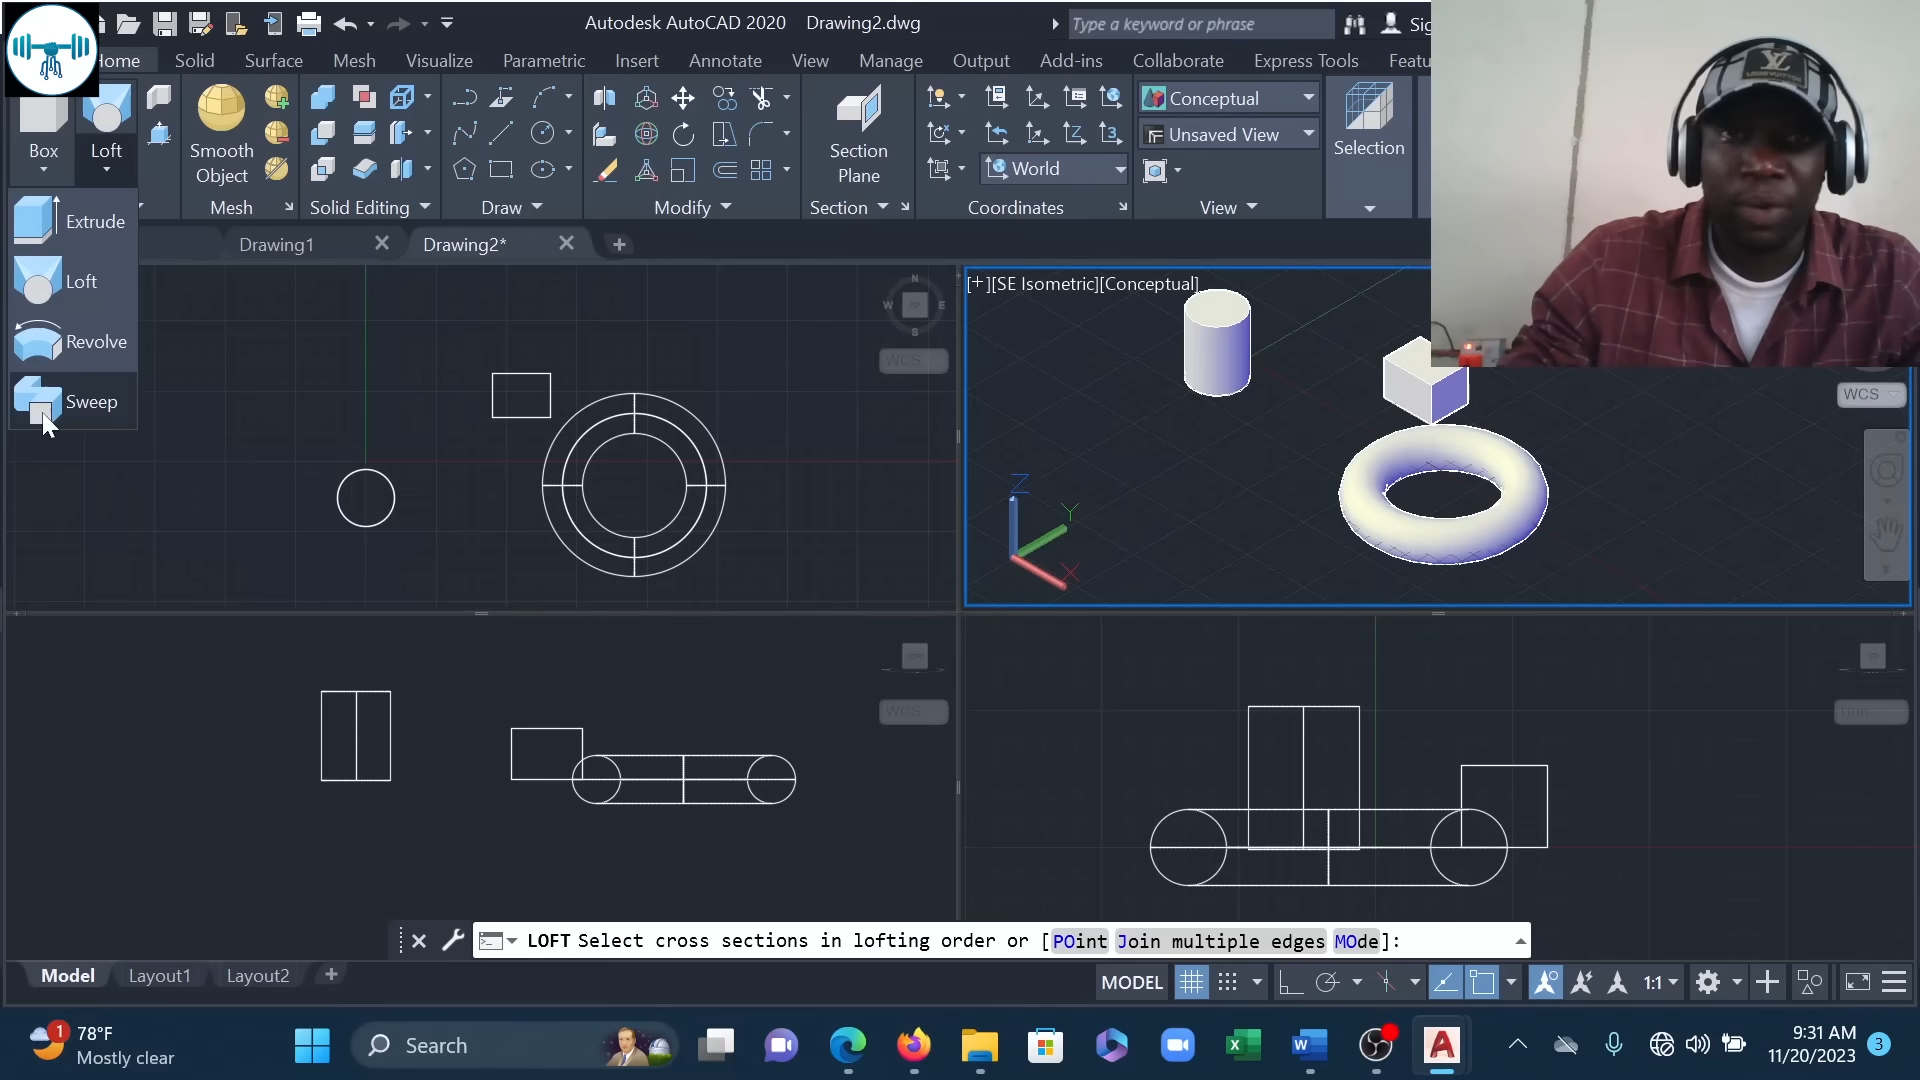 Autodesk AutoCAD 2020 Drawing2.dwg
Type a keyword or phrase
Home Solid Surface Mesh Visualize Parametric Insert Annotate View Manage Output Add-ins Collaborate Express Tools
Box Loft
Smooth Object
Section Plane
Conceptual
Unsaved View
World
Selection
Mesh Solid Editing Draw Modify Section Coordinates View
Extrude
Loft
Revolve
Sweep
Drawing1 Drawing2*
N
W E
S
WCS
[+][SE Isometric][Conceptual]
WCS
Z
Y
X
WCS
LOFT Select cross sections in lofting order or [POint Join multiple edges MOde]:
Model Layout1 Layout2
MODEL 1:1
1 78°F
Mostly clear
Search
9:31 AM
11/20/2023
3